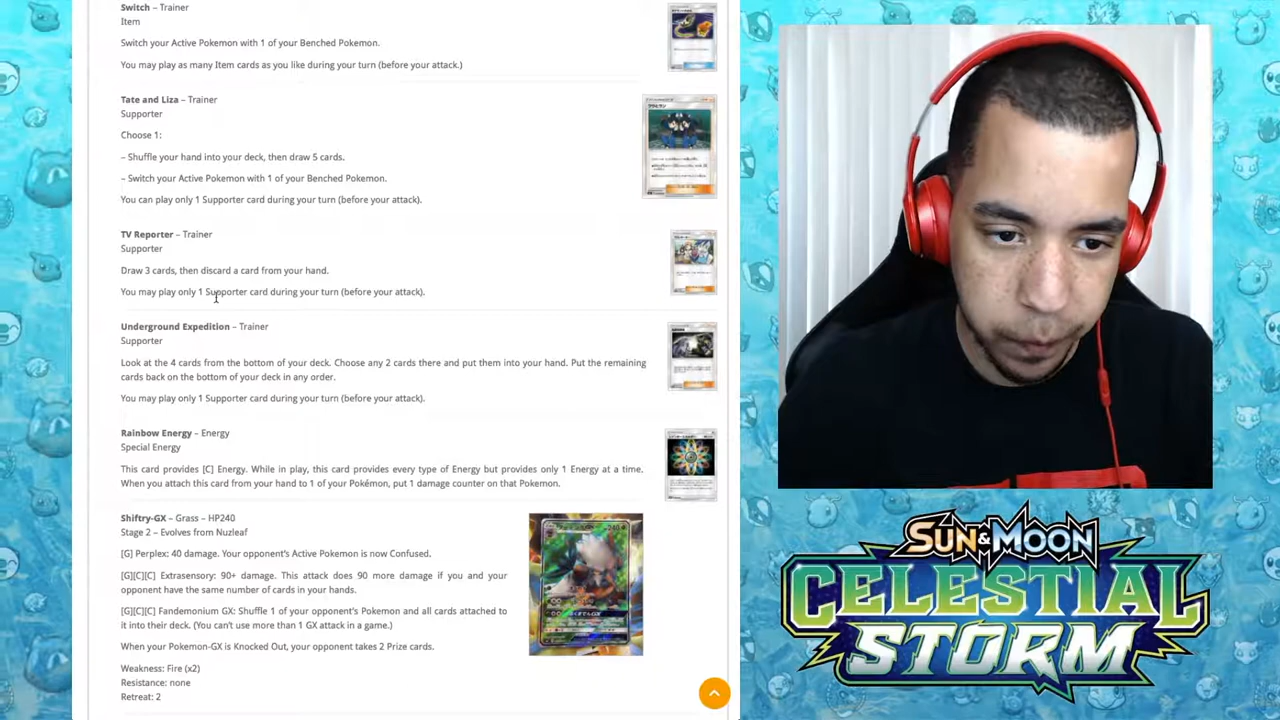 Switch – Trainer
Item
Switch your Active Pokemon with 1 of your Benched Pokemon.
You may play as many Item cards as you like during your turn (before your attack.)
Tate and Liza – Trainer
Supporter
Choose 1:
– Shuffle your hand into your deck, then draw 5 cards.
– Switch your Active Pokemon with 1 of your Benched Pokemon.
You can play only 1 Supporter card during your turn (before your attack).
TV Reporter – Trainer
Supporter
Draw 3 cards, then discard a card from your hand.
You may play only 1 Supporter card during your turn (before your attack).
Underground Expedition – Trainer
Supporter
Look at the 4 cards from the bottom of your deck. Choose any 2 cards there and put them into your hand. Put the remaining
cards back on the bottom of your deck in any order.
You may play only 1 Supporter card during your turn (before your attack).
Rainbow Energy – Energy
Special Energy
This card provides [C] Energy. While in play, this card provides every type of Energy but provides only 1 Energy at a time.
When you attach this card from your hand to 1 of your Pokémon, put 1 damage counter on that Pokemon.
Shiftry-GX – Grass – HP240
Stage 2 – Evolves from Nuzleaf
[G] Perplex: 40 damage. Your opponent's Active Pokemon is now Confused.
[G][C][C] Extrasensory: 90+ damage. This attack does 90 more damage if you and your
opponent have the same number of cards in your hands.
[G][C][C] Fandemonium GX: Shuffle 1 of your opponent's Pokemon and all cards attached to
it into their deck. (You can't use more than 1 GX attack in a game.)
When your Pokemon-GX is Knocked Out, your opponent takes 2 Prize cards.
Weakness: Fire (x2)
Resistance: none
Retreat: 2
SUN & MOON
CELESTIAL
STORM